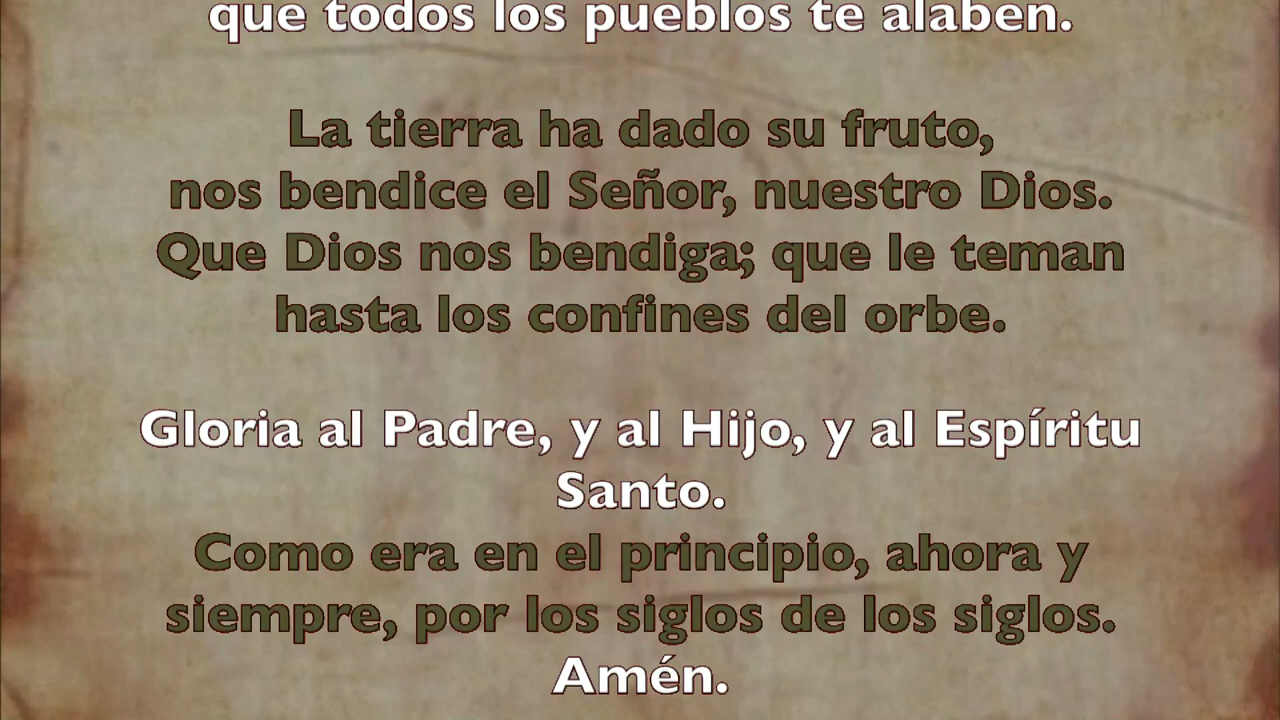 que todos los pueblos te alaben.
La tierra ha dado su fruto,
nos bendice el Señor, nuestro Dios.
Que Dios nos bendiga; que le teman
hasta los confines del orbe.
Gloria al Padre, y al Hijo, y al Espíritu
Santo.
Como era en el principio, ahora y
siempre, por los siglos de los siglos.
Amén.